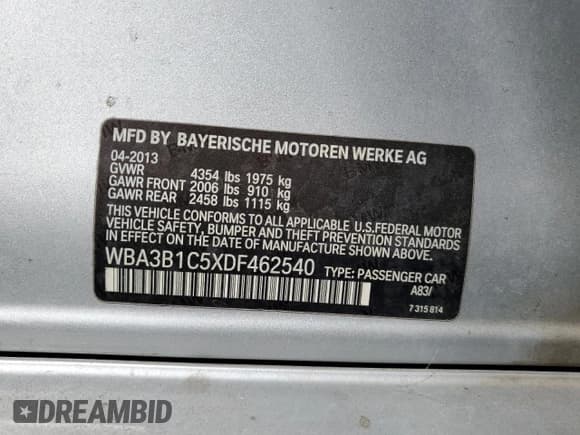 MFD BY BAYERISCHE MOTOREN WERKE AG
04-2013
GVWR 4354 lbs 1975 kg
GAWR FRONT 2006 lbs 910 kg
GAWR REAR 2458 lbs 1115 kg
THIS VEHICLE CONFORMS TO ALL APPLICABLE U.S.FEDERAL MOTOR
VEHICLE SAFETY, BUMPER AND THEFT PREVENTION STANDARDS
IN EFFECT ON THE DATE OF MANUFACTURE SHOWN ABOVE.
WBA3B1C5XDF462540 TYPE: PASSENGER CAR
A83/
7 315 814
DREAMBID